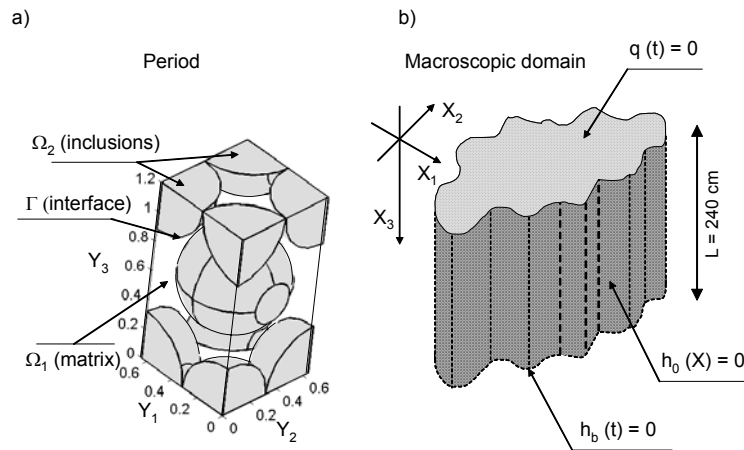 a)
Period
Ω2 (inclusions)
Γ (interface)
Ω1 (matrix)
1.2
1
0.8
0.6
0.4
0.2
0
Y3
0.6
0.4
0.2
0
Y1
0
0.2
0.4
0.6
Y2
b)
Macroscopic domain
q (t) = 0
X2
X1
X3
L = 240 cm
h0 (X) = 0
hb (t) = 0